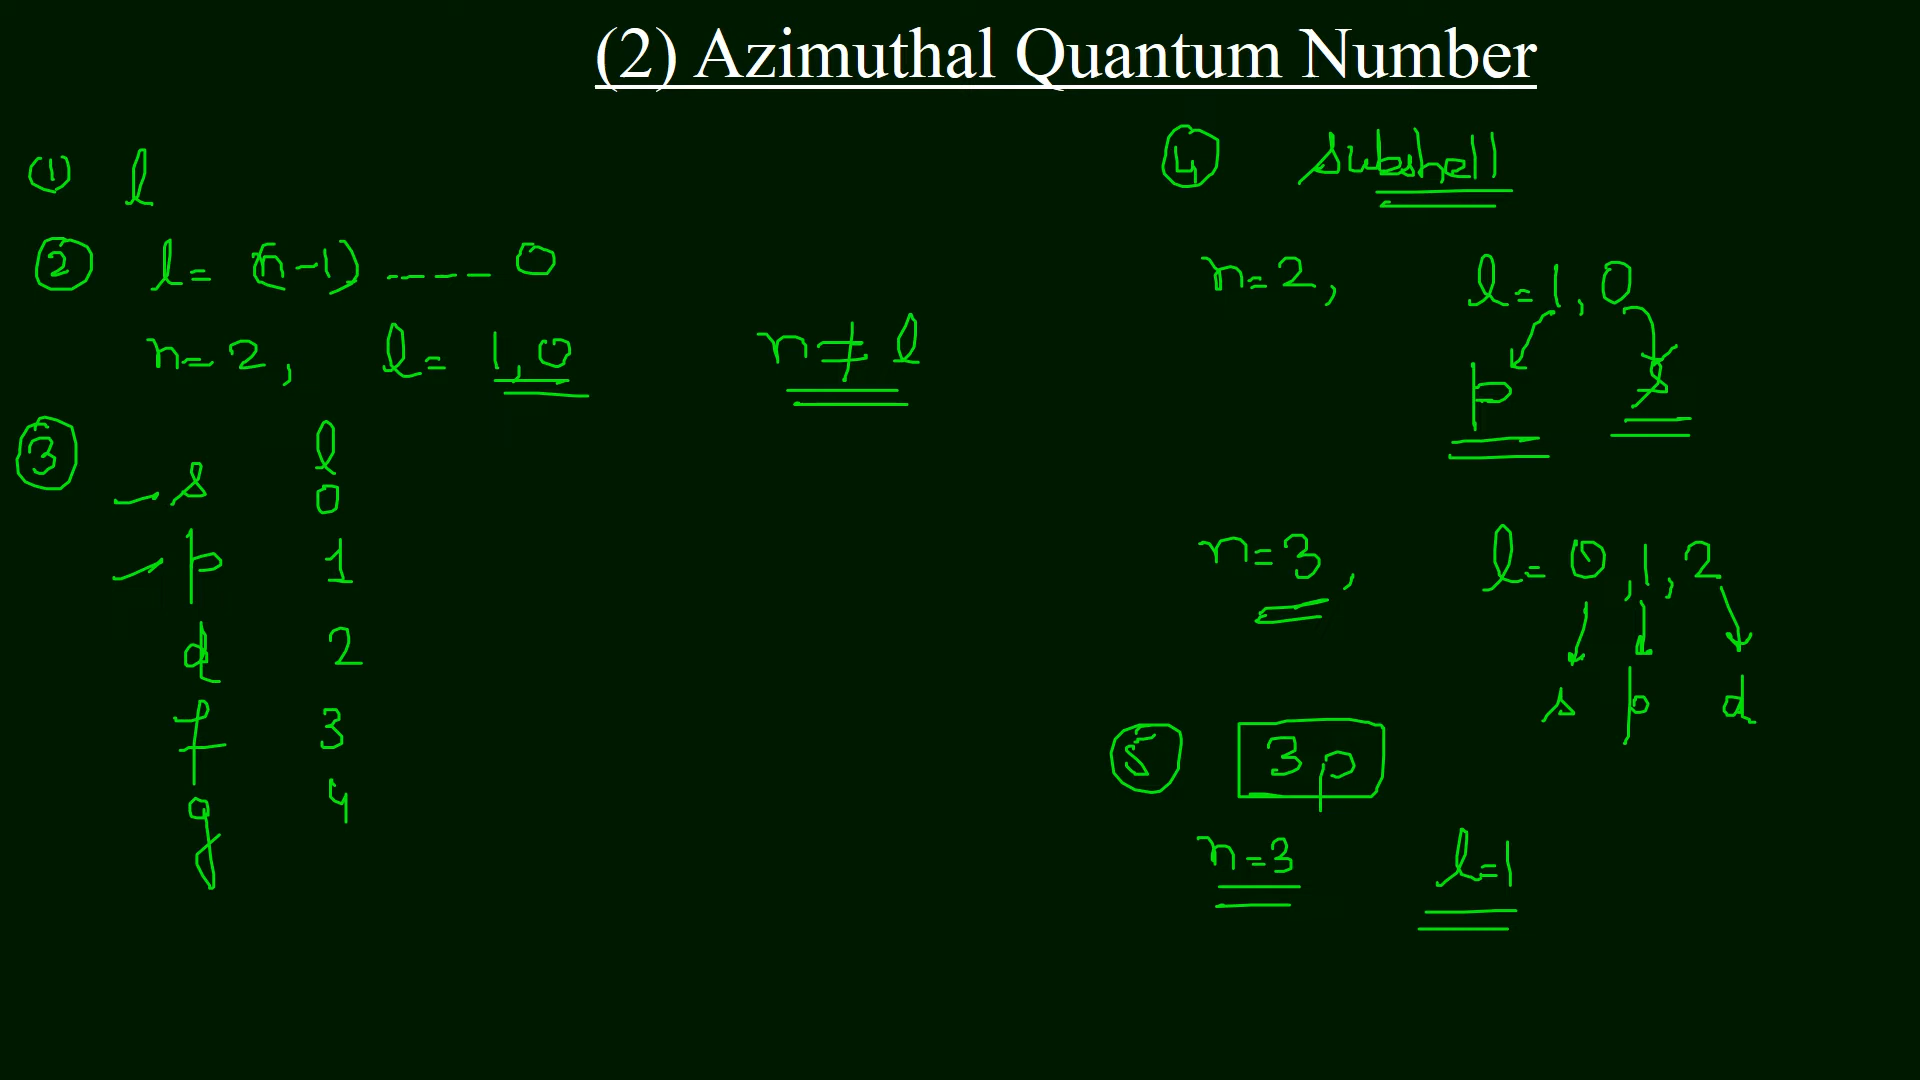 (2) Azimuthal Quantum Number
① l
② l = (n-1) ----- 0
n=2, l= 1,0 n≠l
③ l
s 0
p 1
d 2
f 3
g 4
④ subshell
n=2, l=1,0
p s
n=3, l=0,1,2
s p d
⑤ 3p
n=3 l=1